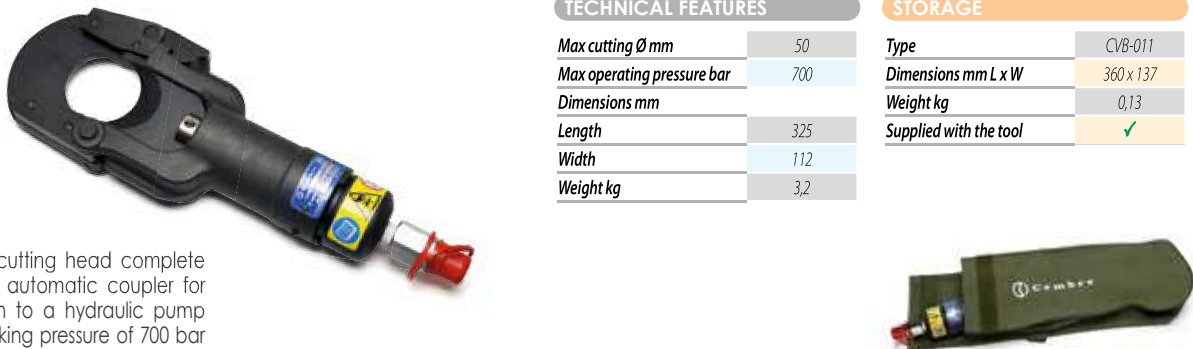 TECHNICAL FEATURES
Max cutting Ø mm 50
Max operating pressure bar 700
Dimensions mm
Length 325
Width 112
Weight kg 3,2
STORAGE
Type CVB-011
Dimensions mm L x W 360 x 137
Weight kg 0,13
Supplied with the tool ✓
cutting head complete
automatic coupler for
to a hydraulic pump
pressure of 700 bar
Cembre